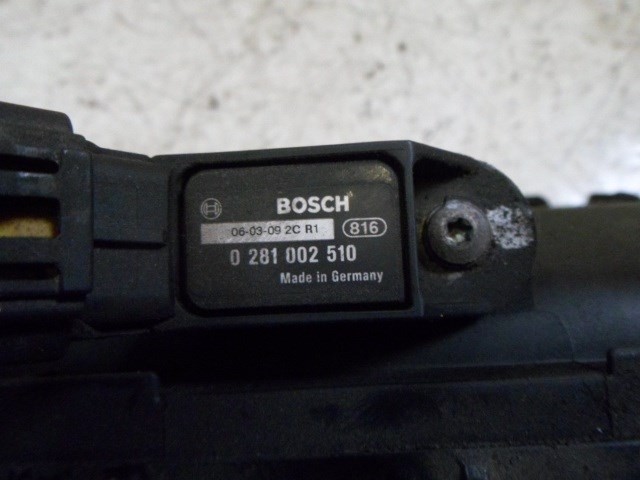 BOSCH
06-03-09 2C R1 816
0 281 002 510
Made in Germany